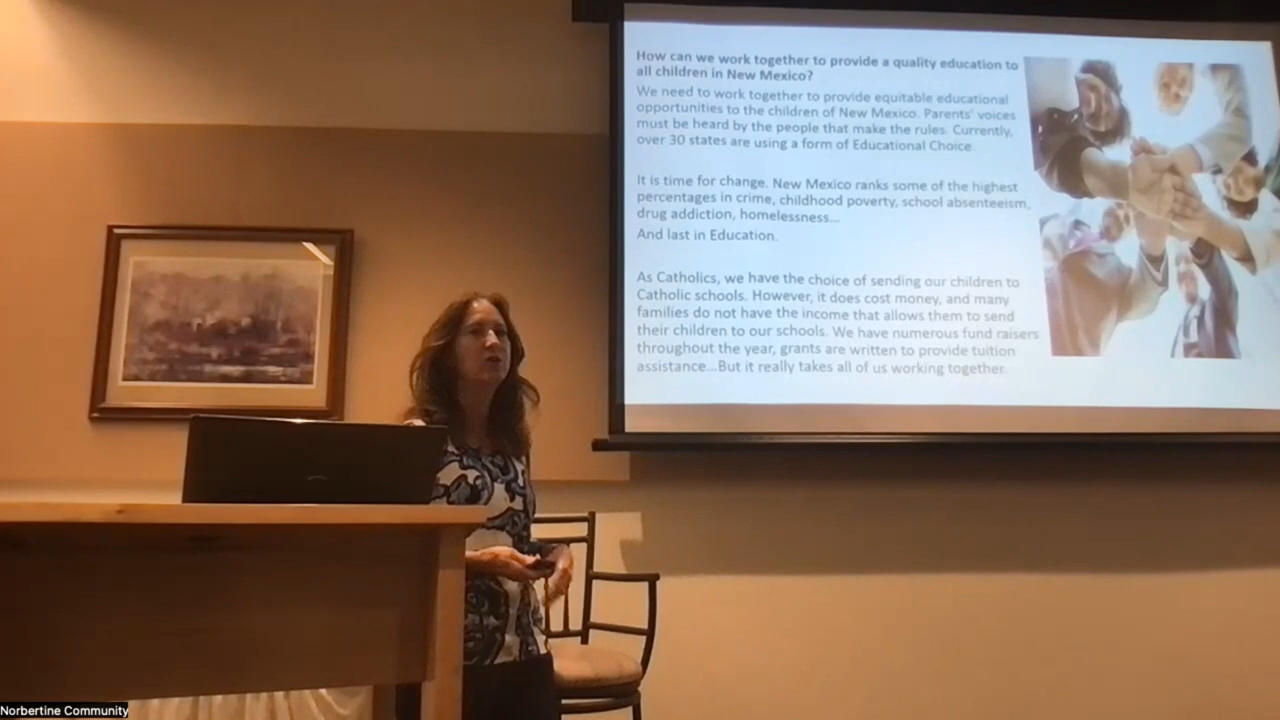 How can we work together to provide a quality education to
all children in New Mexico?
We need to work together to provide equitable educational
opportunities to the children of New Mexico. Parents' voices
must be heard by the people that make the rules. Currently,
over 30 states are using a form of Educational Choice.
It is time for change. New Mexico ranks some of the highest
percentages in crime, childhood poverty, school absenteeism,
drug addiction, homelessness...
And last in Education.
As Catholics, we have the choice of sending our children to
Catholic schools. However, it does cost money, and many
families do not have the income that allows them to send
their children to our schools. We have numerous fund raisers
throughout the year, grants are written to provide tuition
assistance...But it really takes all of us working together.
Norbertine Community